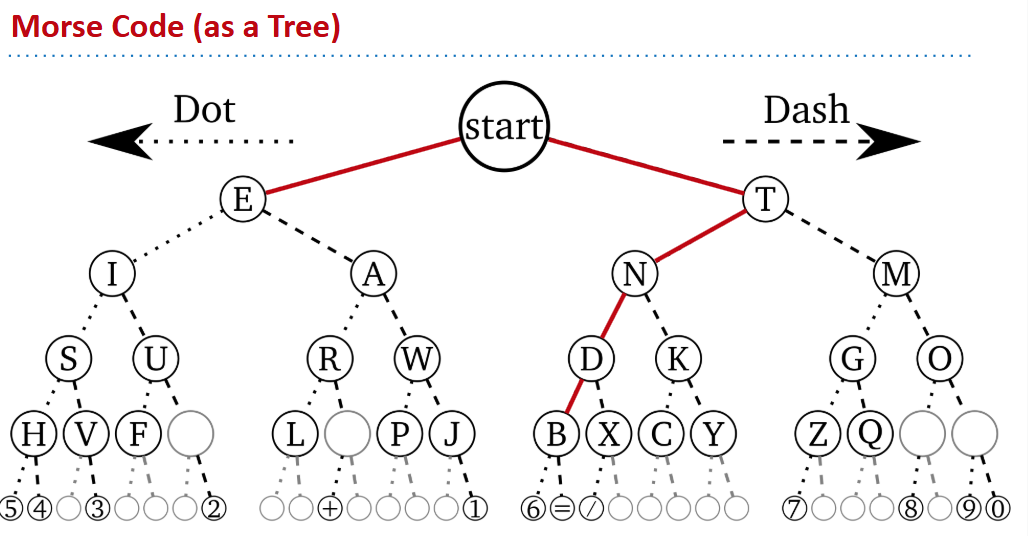 Morse Code (as a Tree)
Dot start Dash
E T
I A N M
S U R W D K G O
H V F L P J B X C Y Z Q
5 4 3 2 + 1 6 = / 7 8 9 0